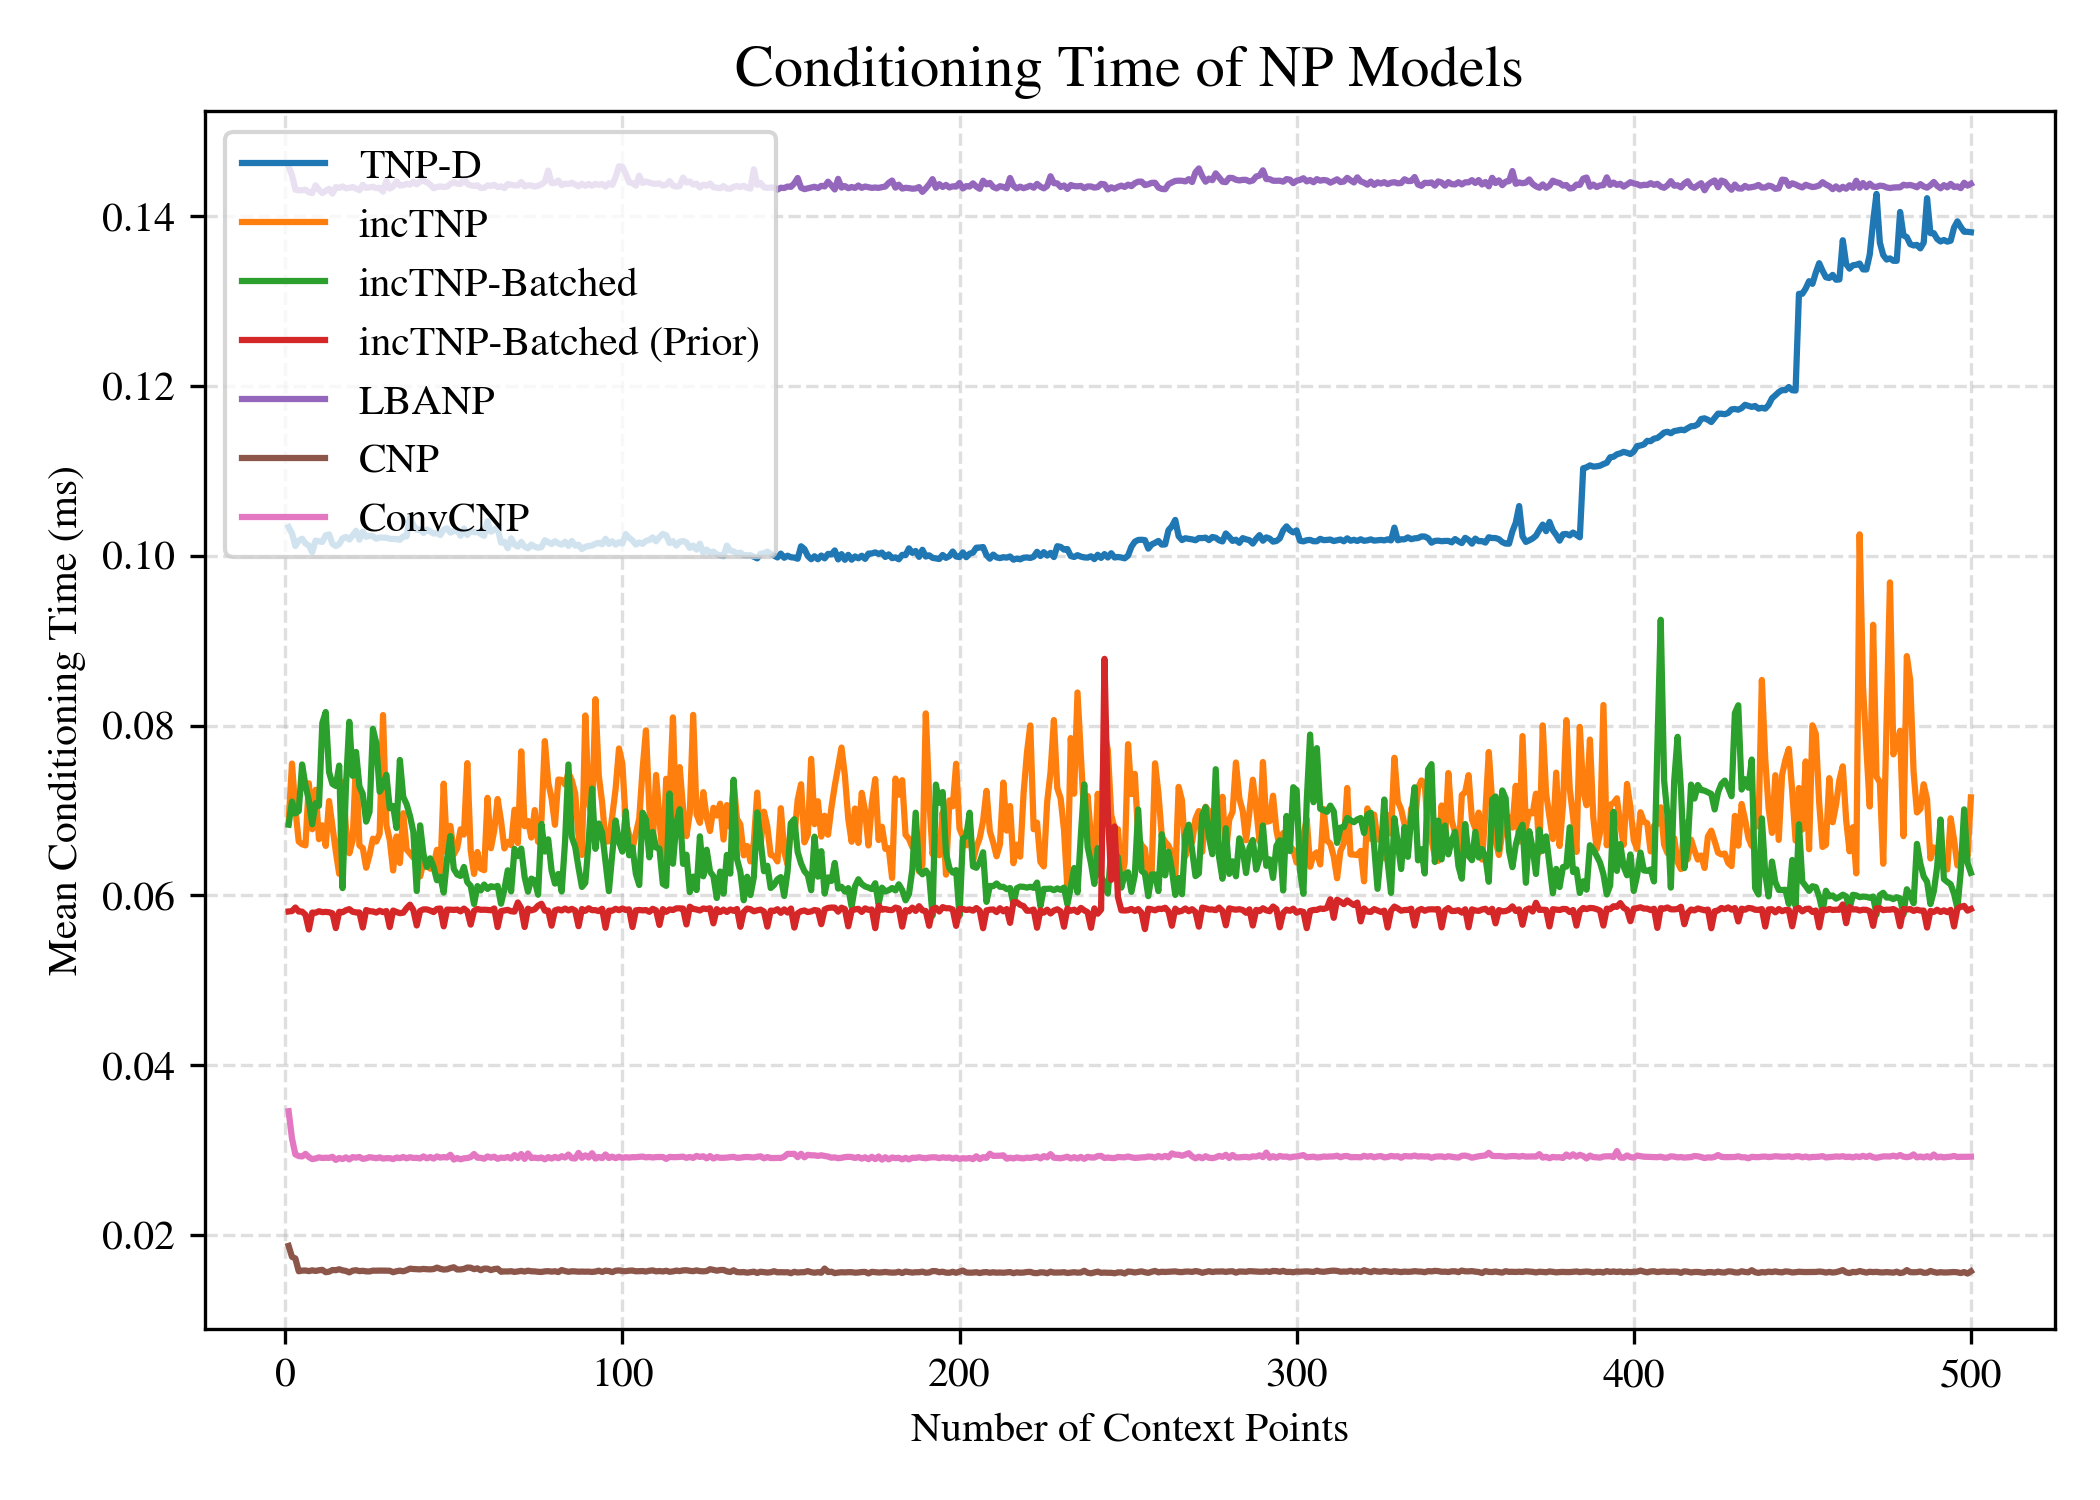 Conditioning Time of NP Models
TNP-D
incTNP
incTNP-Batched
incTNP-Batched (Prior)
LBANP
CNP
ConvCNP
Mean Conditioning Time (ms)
0.14
0.12
0.10
0.08
0.06
0.04
0.02
0 100 200 300 400 500
Number of Context Points